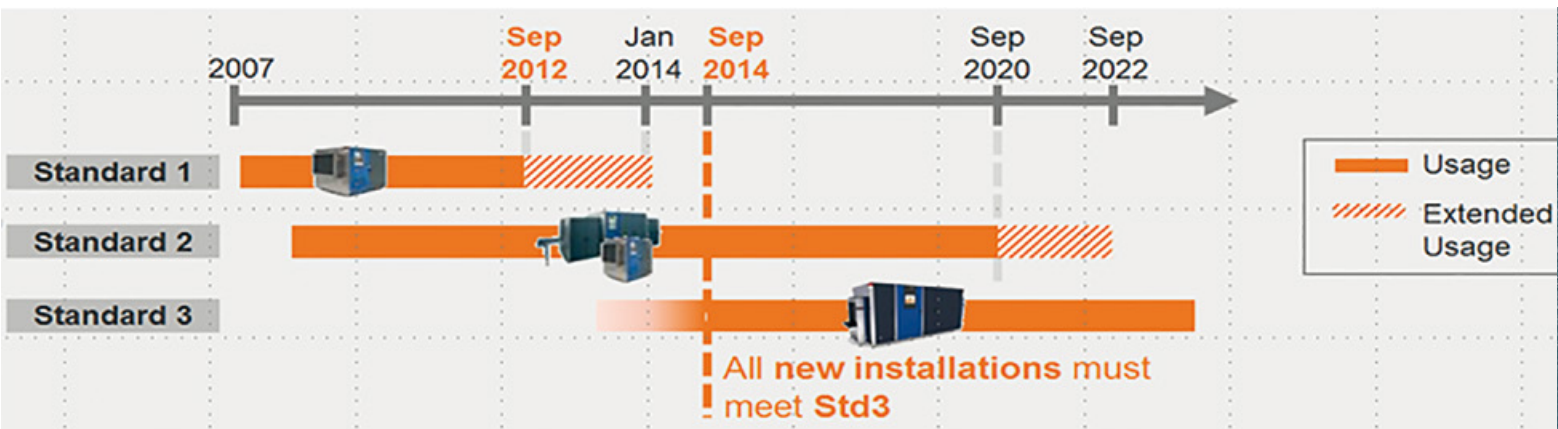 Sep Jan Sep Sep Sep
2007 2012 2014 2014 2020 2022
Standard 1
Usage
Extended
Standard 2
Usage
Standard 3
All new installations must
meet Std3